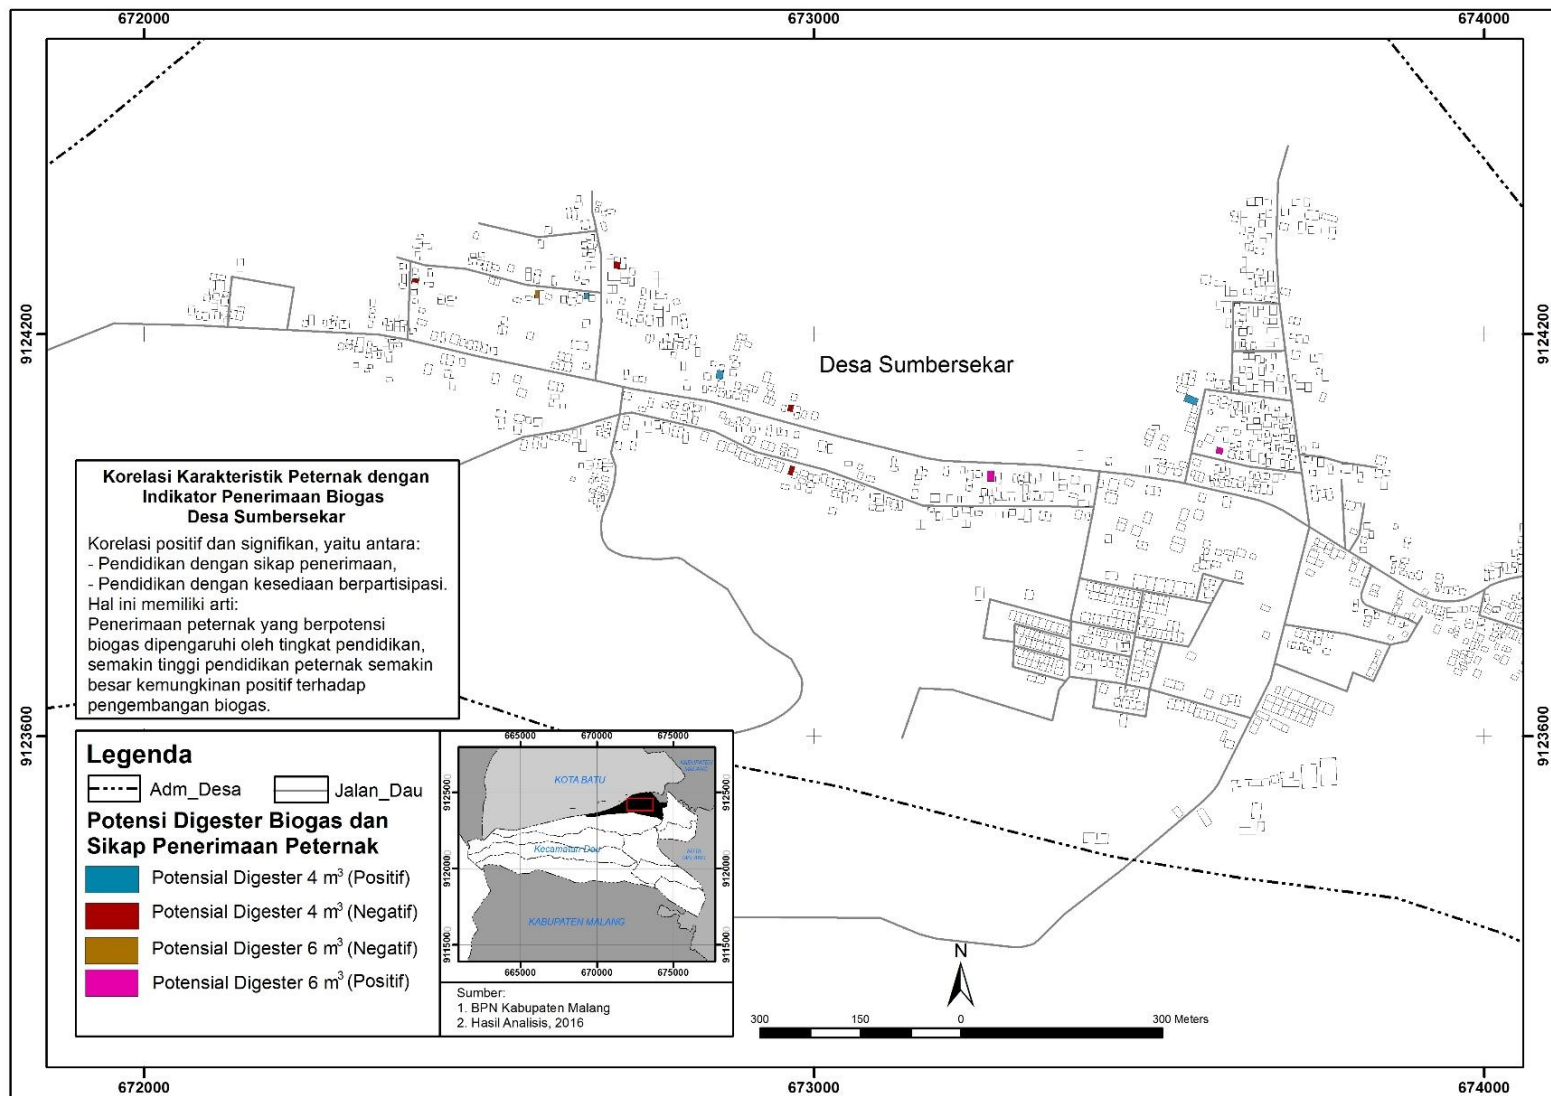 672000
673000
674000
9124200
9124200
Desa Sumbersekar
Korelasi Karakteristik Peternak dengan
Indikator Penerimaan Biogas
Desa Sumbersekar
Korelasi positif dan signifikan, yaitu antara:
- Pendidikan dengan sikap penerimaan,
- Pendidikan dengan kesediaan berpartisipasi.
Hal ini memiliki arti:
Penerimaan peternak yang berpotensi
biogas dipengaruhi oleh tingkat pendidikan,
semakin tinggi pendidikan peternak semakin
besar kemungkinan positif terhadap
pengembangan biogas.
9123600
9123600
Legenda
Adm_Desa
Jalan_Dau
Potensi Digester Biogas dan
Sikap Penerimaan Peternak
Potensial Digester 4 m³ (Positif)
Potensial Digester 4 m³ (Negatif)
Potensial Digester 6 m³ (Negatif)
Potensial Digester 6 m³ (Positif)
665000
670000
675000
KOTA BATU
KABUPATEN
MALANG
9125000
9125000
Kecamatan Dau
9120000
9120000
KABUPATEN MALANG
9115000
9115000
665000
670000
675000
Sumber:
1. BPN Kabupaten Malang
2. Hasil Analisis, 2016
N
300
150
0
300 Meters
672000
673000
674000